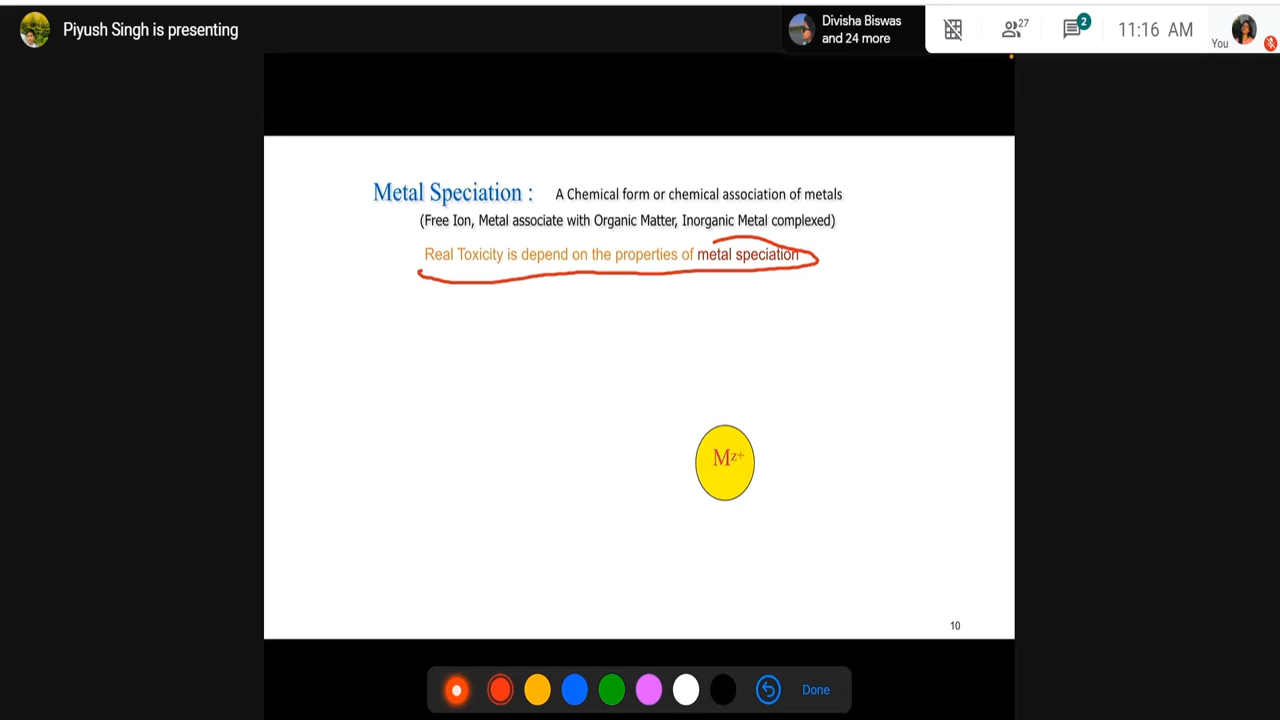 Piyush Singh is presenting
Divisha Biswas
and 24 more
27
2
11:16 AM
You
Metal Speciation : A Chemical form or chemical association of metals
(Free Ion, Metal associate with Organic Matter, Inorganic Metal complexed)
Real Toxicity is depend on the properties of metal speciation
Mz+
10
Done